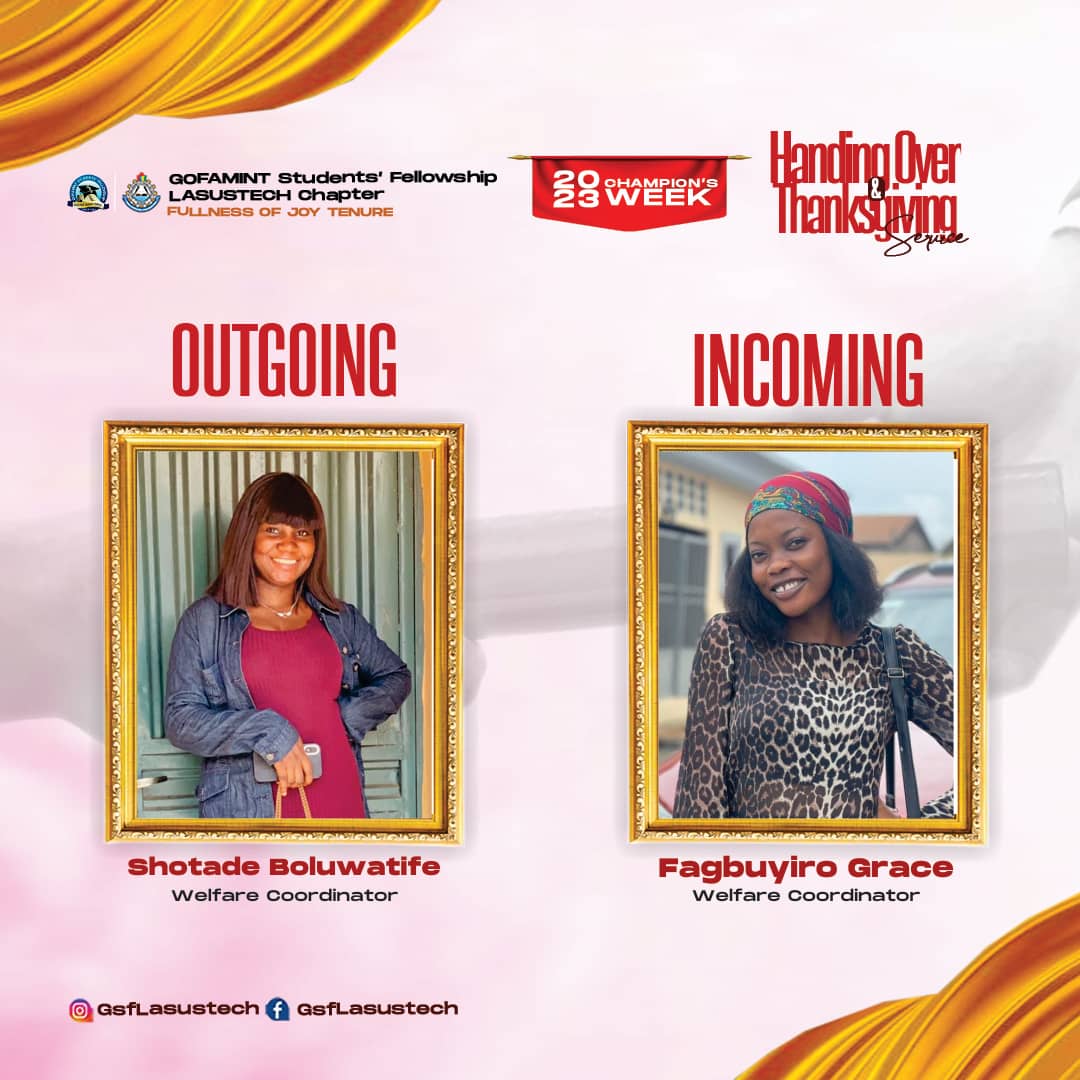 GOFAMINT Students' Fellowship
LASUSTECH Chapter
FULLNESS OF JOY TENURE
2023 CHAMPION'S WEEK
Handing Over
&
Thanksgiving
Service
OUTGOING
INCOMING
Shotade Boluwatife
Welfare Coordinator
Fagbuyiro Grace
Welfare Coordinator
GsfLasustech
GsfLasustech